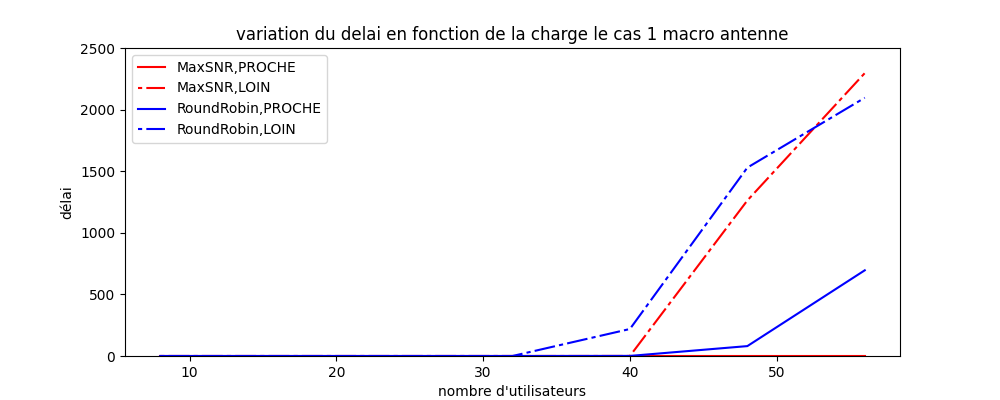 variation du delai en fonction de la charge le cas 1 macro antenne
MaxSNR,PROCHE
MaxSNR,LOIN
RoundRobin,PROCHE
RoundRobin,LOIN
2500
2000
1500
1000
500
0
délai
10 20 30 40 50
nombre d'utilisateurs